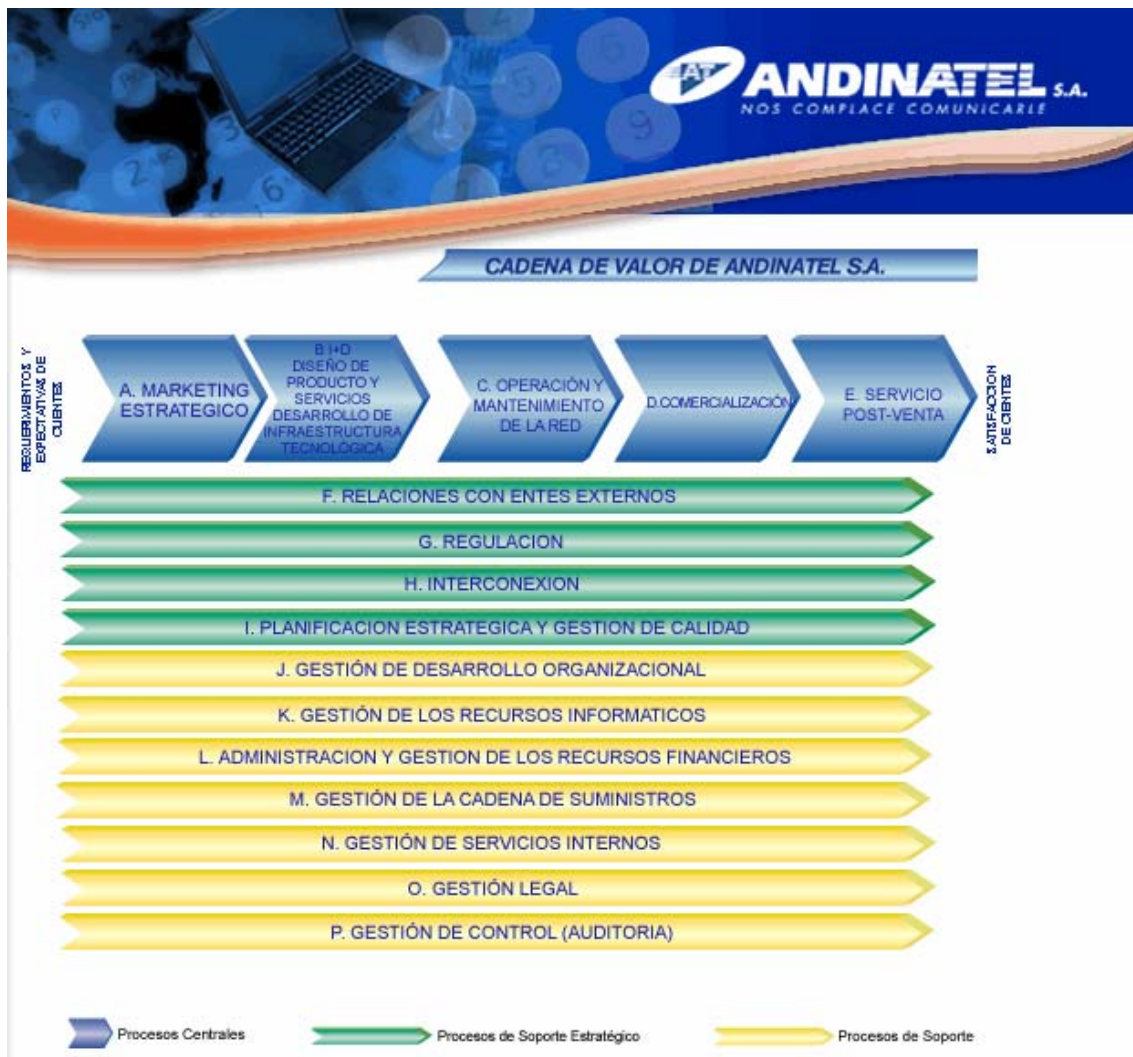 AT ANDINATEL S.A.
NOS COMPLACE COMUNICARLE
CADENA DE VALOR DE ANDINATEL S.A.
REQUERIMIENTOS Y
EXPECTATIVAS DE
CLIENTES
A. MARKETING
ESTRATEGICO
B I+D
DISEÑO DE
PRODUCTO Y
SERVICIOS
DESARROLLO DE
INFRAESTRUCTURA
TECNOLÓGICA
C. OPERACIÓN Y
MANTENIMIENTO
DE LA RED
D.COMERCIALIZACIÓN
E. SERVICIO
POST-VENTA
SATISFACCION
DE CIENTES
F. RELACIONES CON ENTES EXTERNOS
G. REGULACION
H. INTERCONEXION
I. PLANIFICACION ESTRATEGICA Y GESTION DE CALIDAD
J. GESTIÓN DE DESARROLLO ORGANIZACIONAL
K. GESTIÓN DE LOS RECURSOS INFORMATICOS
L. ADMINISTRACION Y GESTION DE LOS RECURSOS FINANCIEROS
M. GESTIÓN DE LA CADENA DE SUMINISTROS
N. GESTIÓN DE SERVICIOS INTERNOS
O. GESTIÓN LEGAL
P. GESTIÓN DE CONTROL (AUDITORIA)
Procesos Centrales
Procesos de Soporte Estratégico
Procesos de Soporte